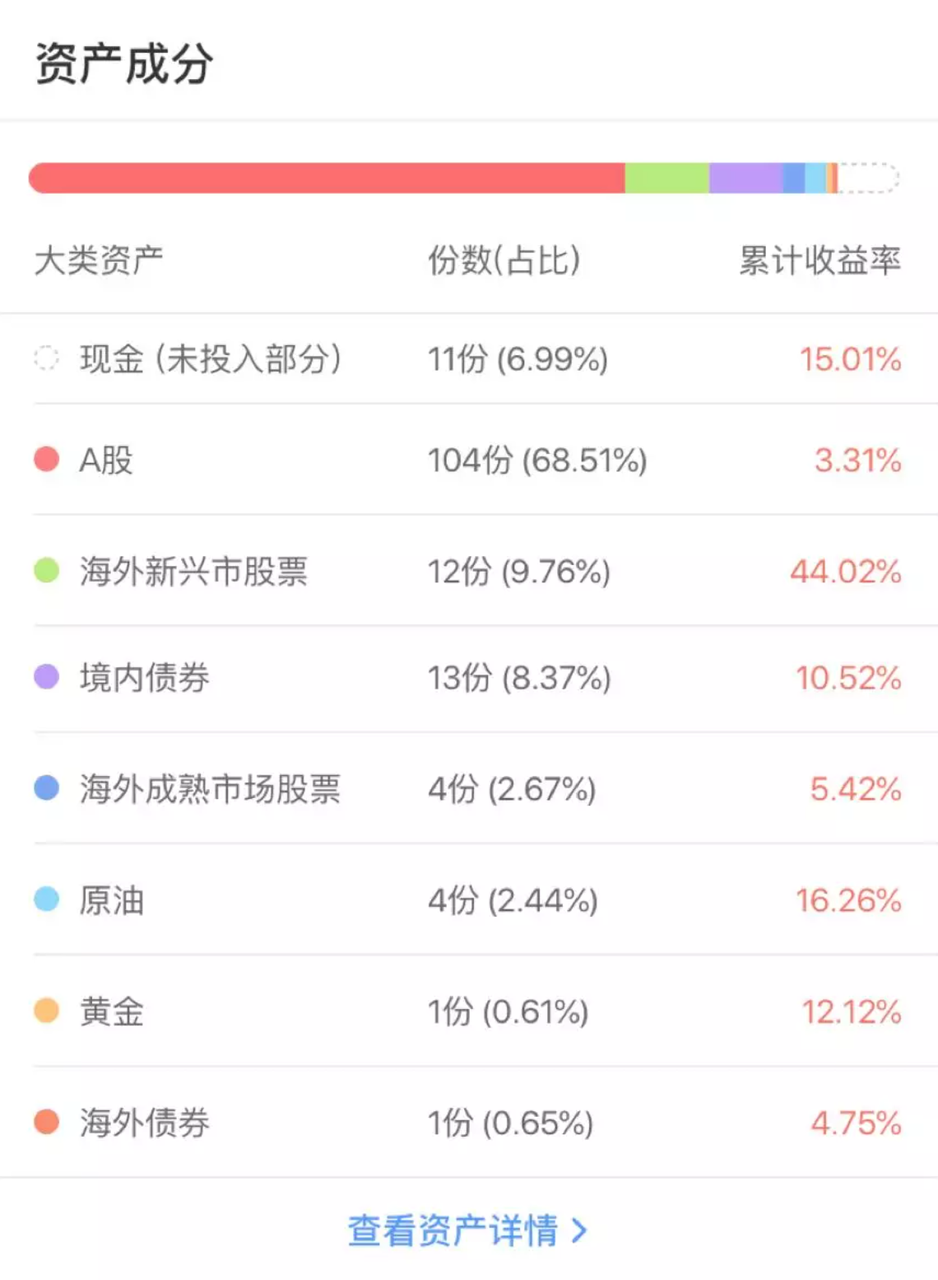 资产成分
大类资产 份数(占比) 累计收益率
现金 (未投入部分) 11份 (6.99%) 15.01%
A股 104份 (68.51%) 3.31%
海外新兴市股票 12份 (9.76%) 44.02%
境内债券 13份 (8.37%) 10.52%
海外成熟市场股票 4份 (2.67%) 5.42%
原油 4份 (2.44%) 16.26%
黄金 1份 (0.61%) 12.12%
海外债券 1份 (0.65%) 4.75%
查看资产详情 >